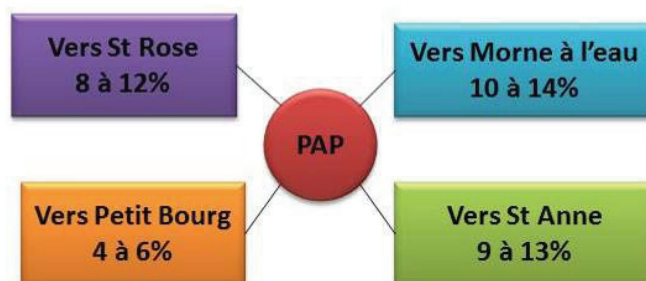 Vers St Rose
8 à 12%
Vers Morne à l’eau
10 à 14%
PAP
Vers Petit Bourg
4 à 6%
Vers St Anne
9 à 13%